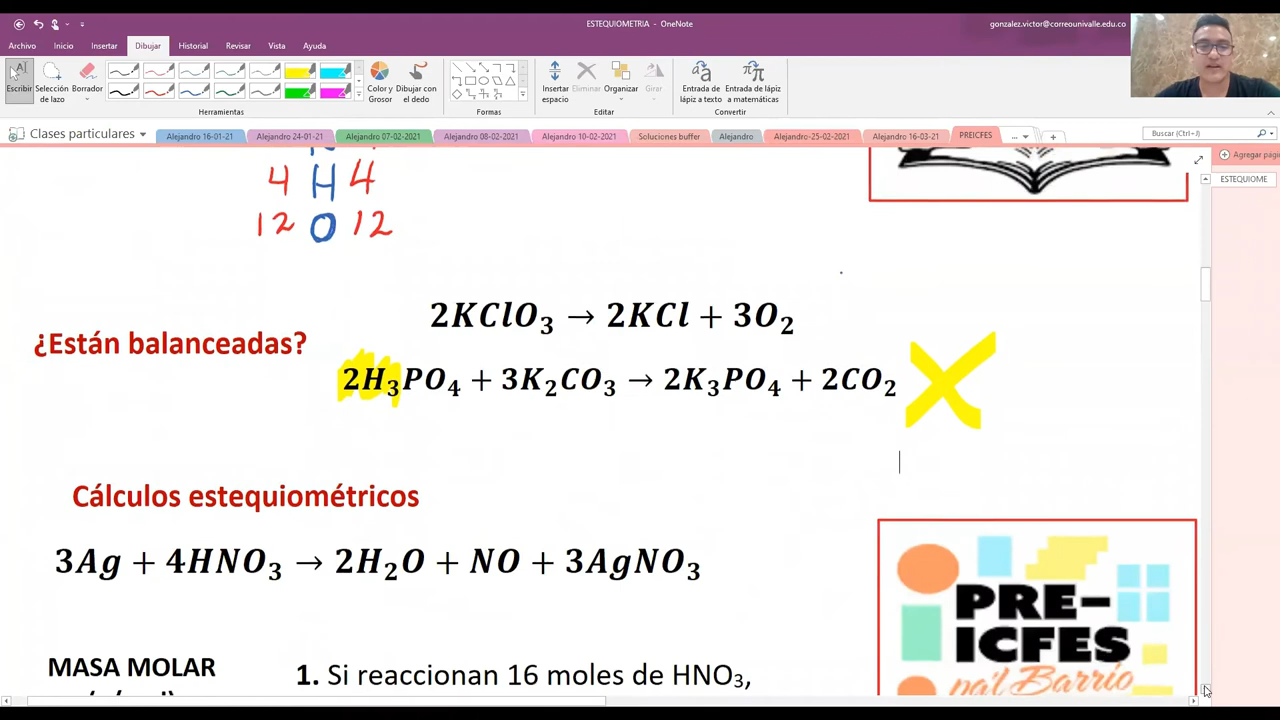 ESTEQUIOMETRIA - OneNote
gonzalez.victor@correounivalle.edu.co
Archivo Inicio Insertar Dibujar Historial Revisar Vista Ayuda
Escribir Selección de lazo Borrador Color y Grosor Dibujar con el dedo Formas Insertar espacio Eliminar Organizar Girar Entrada de lápiz a texto Entrada de lápiz a matemáticas
Herramientas Formas Editar Convertir
Clases particulares Alejandro 16-01-21 Alejandro 24-01-21 Alejandro 07-02-2021 Alejandro 08-02-2021 Alejandro 10-02-2021 Soluciones buffer Alejandro Alejandro-25-02-2021 Alejandro 16-03-21 PREICFES ... Buscar (Ctrl+J)
Agregar pági
ESTEQUIOME
4 H 4
12 O 12
2KClO₃ → 2KCl + 3O₂
¿Están balanceadas?
2H₃PO₄ + 3K₂CO₃ → 2K₃PO₄ + 2CO₂
Cálculos estequiométricos
3Ag + 4HNO₃ → 2H₂O + NO + 3AgNO₃
PRE-
ICFES
pa'l Barrio
MASA MOLAR
1. Si reaccionan 16 moles de HNO₃,